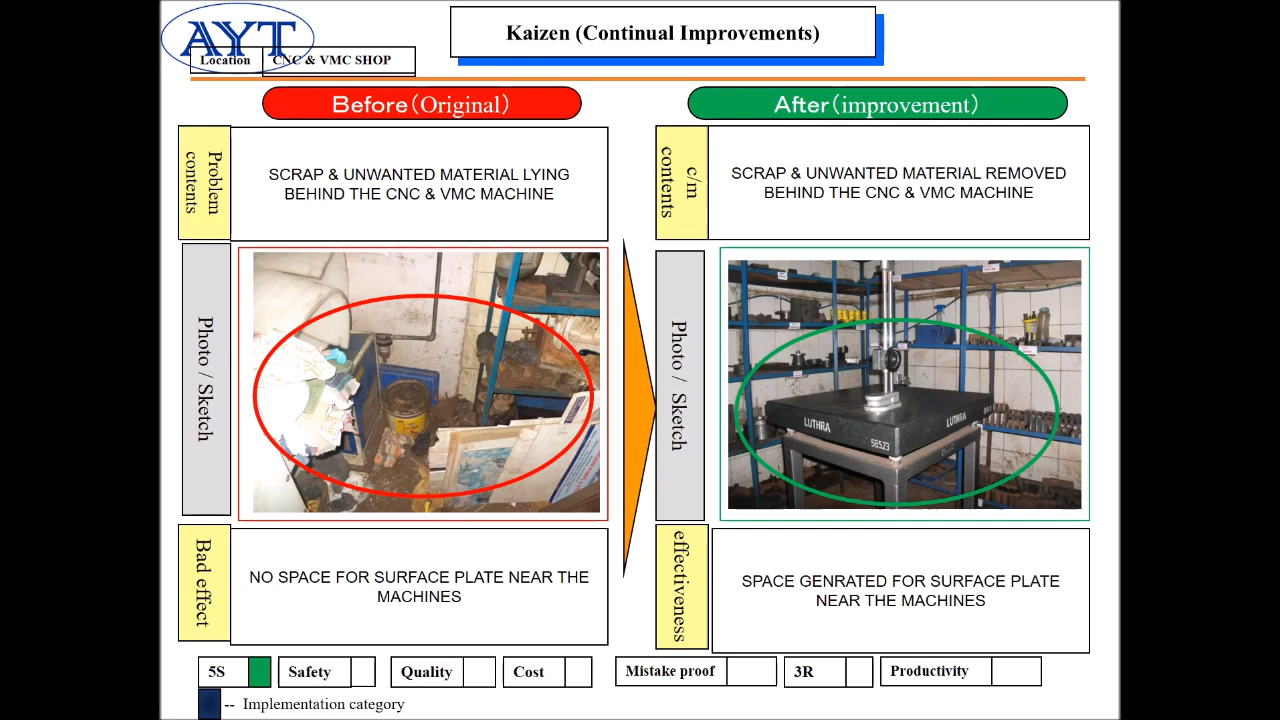 AYT
Kaizen (Continual Improvements)
Location
CNC & VMC SHOP
Before(Original)
After(improvement)
Problem
contents
SCRAP & UNWANTED MATERIAL LYING
BEHIND THE CNC & VMC MACHINE
c/m
contents
SCRAP & UNWANTED MATERIAL REMOVED
BEHIND THE CNC & VMC MACHINE
Photo / Sketch
Photo / Sketch
LUTHRA
SB523
LUTHRA
Bad effect
NO SPACE FOR SURFACE PLATE NEAR THE
MACHINES
effectiveness
SPACE GENRATED FOR SURFACE PLATE
NEAR THE MACHINES
5S
Safety
Quality
Cost
Mistake proof
3R
Productivity
-- Implementation category